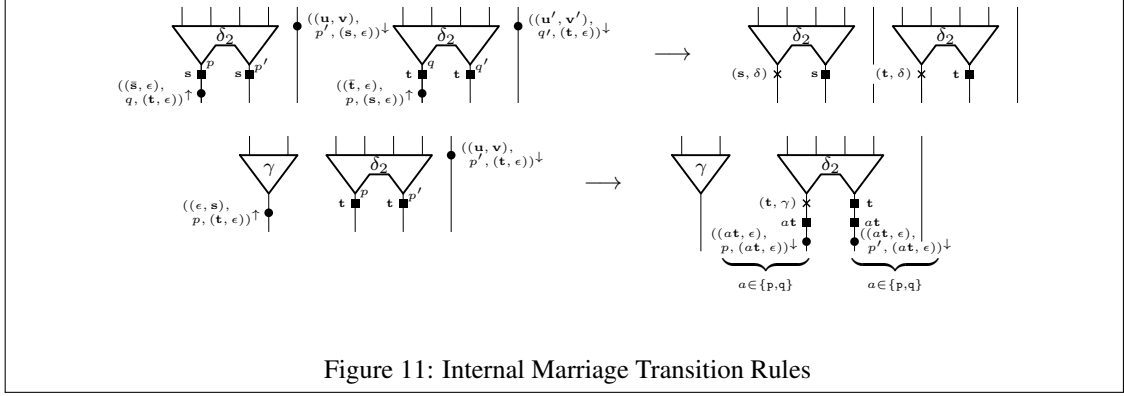 δ₂ ((u, v), δ₂ ((u′, v′), δ₂ δ₂
p′, (s, ϵ))↓ q′, (t, ϵ))↓ ⟶
p p′ q q′
s s t t (s, δ) s (t, δ) t
((s̄, ϵ), ((t̄, ϵ),
q, (t, ϵ))↑ p, (s, ϵ))↑
γ δ₂ ((u, v), γ δ₂
p′, (t, ϵ))↓ ⟶
p p′
((ϵ, s), t t (t, γ) t
p, (t, ϵ))↑ at at
((at, ϵ), ((at, ϵ),
p, (at, ϵ))↓ p′, (at, ϵ))↓
a∈{p,q} a∈{p,q}
Figure 11: Internal Marriage Transition Rules